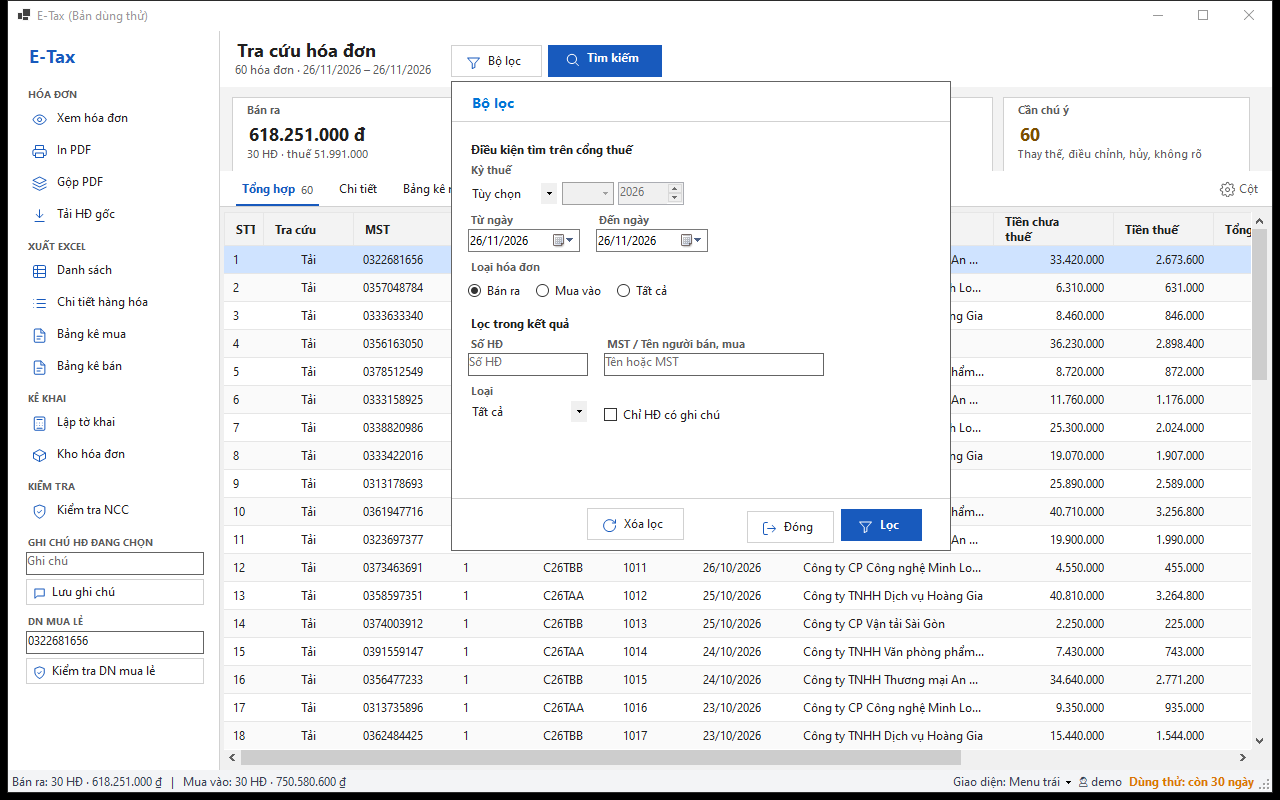 E-Tax (Bản dùng thử)
E-Tax
HÓA ĐƠN
Xem hóa đơn
In PDF
Gộp PDF
Tải HĐ gốc
XUẤT EXCEL
Danh sách
Chi tiết hàng hóa
Bảng kê mua
Bảng kê bán
KÊ KHAI
Lập tờ khai
Kho hóa đơn
KIỂM TRA
Kiểm tra NCC
GHI CHÚ HĐ ĐANG CHỌN
Ghi chú
Lưu ghi chú
DN MUA LẺ
0322681656
Kiểm tra DN mua lẻ
Tra cứu hóa đơn
60 hóa đơn · 26/11/2026 – 26/11/2026
Bộ lọc
Tìm kiếm
Bán ra
618.251.000 đ
30 HĐ · thuế 51.991.000
Cần chú ý
60
Thay thế, điều chỉnh, hủy, không rõ
Tổng hợp 60
Chi tiết
Bảng kê
Cột
Bộ lọc
Điều kiện tìm trên cổng thuế
Kỳ thuế
Tùy chọn
2026
Từ ngày
Đến ngày
26/11/2026
26/11/2026
Loại hóa đơn
Bán ra
Mua vào
Tất cả
Lọc trong kết quả
Số HĐ
MST / Tên người bán, mua
Số HĐ
Tên hoặc MST
Loại
Tất cả
Chỉ HĐ có ghi chú
Xóa lọc
Đóng
Lọc
STT Tra cứu MST Tiền chưa thuế Tiền thuế Tổng
1 Tải 0322681656 An ... 33.420.000 2.673.600
2 Tải 0357048784 h Lo... 6.310.000 631.000
3 Tải 0333633340 ng Gia 8.460.000 846.000
4 Tải 0356163050 36.230.000 2.898.400
5 Tải 0378512549 hẩm... 8.720.000 872.000
6 Tải 0333158925 An ... 11.760.000 1.176.000
7 Tải 0338820986 h Lo... 25.300.000 2.024.000
8 Tải 0333422016 ng Gia 19.070.000 1.907.000
9 Tải 0313178693 25.890.000 2.589.000
10 Tải 0361947716 hẩm... 40.710.000 3.256.800
11 Tải 0323697377 An ... 19.900.000 1.990.000
12 Tải 0373463691 1 C26TBB 1011 26/10/2026 Công ty CP Công nghệ Minh Lo... 4.550.000 455.000
13 Tải 0358597351 1 C26TAA 1012 25/10/2026 Công ty TNHH Dịch vụ Hoàng Gia 40.810.000 3.264.800
14 Tải 0374003912 1 C26TBB 1013 25/10/2026 Công ty CP Vận tải Sài Gòn 2.250.000 225.000
15 Tải 0391559147 1 C26TAA 1014 24/10/2026 Công ty TNHH Văn phòng phẩm... 7.430.000 743.000
16 Tải 0356477233 1 C26TBB 1015 24/10/2026 Công ty TNHH Thương mại An ... 34.640.000 2.771.200
17 Tải 0313735896 1 C26TAA 1016 23/10/2026 Công ty CP Công nghệ Minh Lo... 9.350.000 935.000
18 Tải 0362484425 1 C26TBB 1017 23/10/2026 Công ty TNHH Dịch vụ Hoàng Gia 15.440.000 1.544.000
Bán ra: 30 HĐ · 618.251.000 ₫ | Mua vào: 30 HĐ · 750.580.600 ₫
Giao diện: Menu trái
demo
Dùng thử: còn 30 ngày